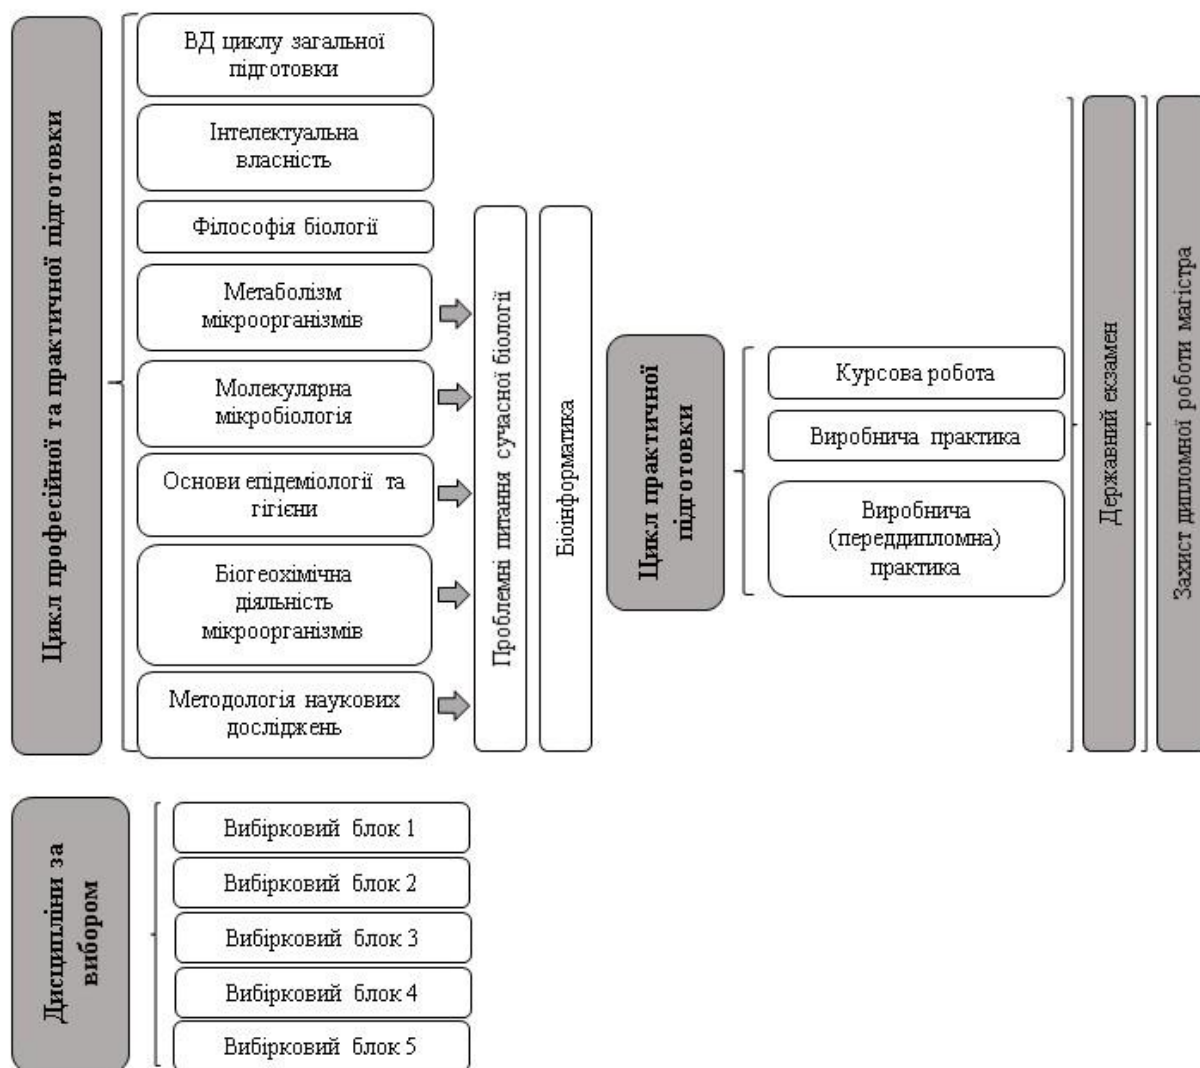 Цикл професійної та практичної підготовки
ВД циклу загальної
підготовки
Інтелектуальна
власність
Філософія біології
Метаболізм
мікроорганізмів
Молекулярна
мікробіологія
Основи епідеміології та
гігієни
Біогеохімічна
діяльність
мікроорганізмів
Методологія наукових
досліджень
Проблемні питання сучасної біології
Біоінформатика
Цикл практичної
підготовки
Курсова робота
Виробнича практика
Виробнича
(переддипломна)
практика
Державний екзамен
Захист дипломної роботи магістра
Дисципліни за
вибором
Вибірковий блок 1
Вибірковий блок 2
Вибірковий блок 3
Вибірковий блок 4
Вибірковий блок 5